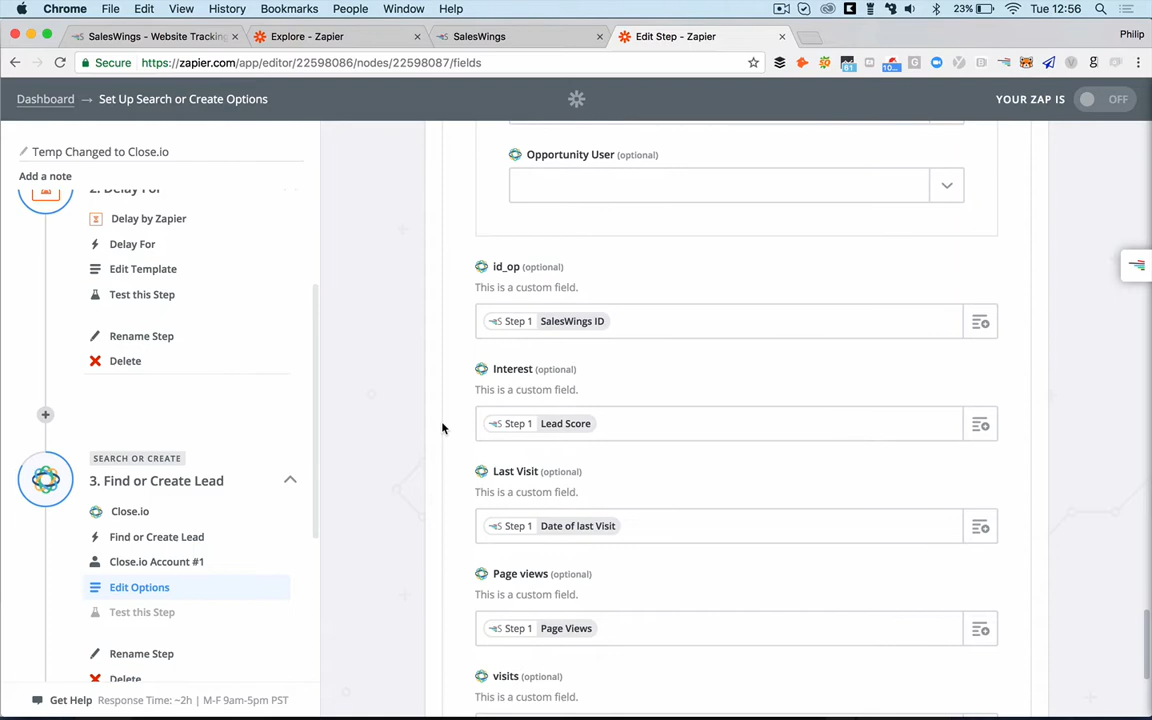 Chrome File Edit View History Bookmarks People Window Help 23% Tue 12:56
SalesWings - Website Tracking × Explore - Zapier × SalesWings × Edit Step - Zapier × Philip
Secure https://zapier.com/app/editor/22598086/nodes/22598087/fields
Dashboard → Set Up Search or Create Options YOUR ZAP IS OFF
Temp Changed to Close.io
Add a note
2. Delay For
Delay by Zapier
Delay For
Edit Template
Test this Step
Rename Step
Delete
SEARCH OR CREATE
3. Find or Create Lead
Close.io
Find or Create Lead
Close.io Account #1
Edit Options
Test this Step
Rename Step
Delete
Get Help Response Time: ~2h | M-F 9am-5pm PST
Opportunity User (optional)
id_op (optional)
This is a custom field.
Step 1 SalesWings ID
Interest (optional)
This is a custom field.
Step 1 Lead Score
Last Visit (optional)
This is a custom field.
Step 1 Date of last Visit
Page views (optional)
This is a custom field.
Step 1 Page Views
visits (optional)
This is a custom field.